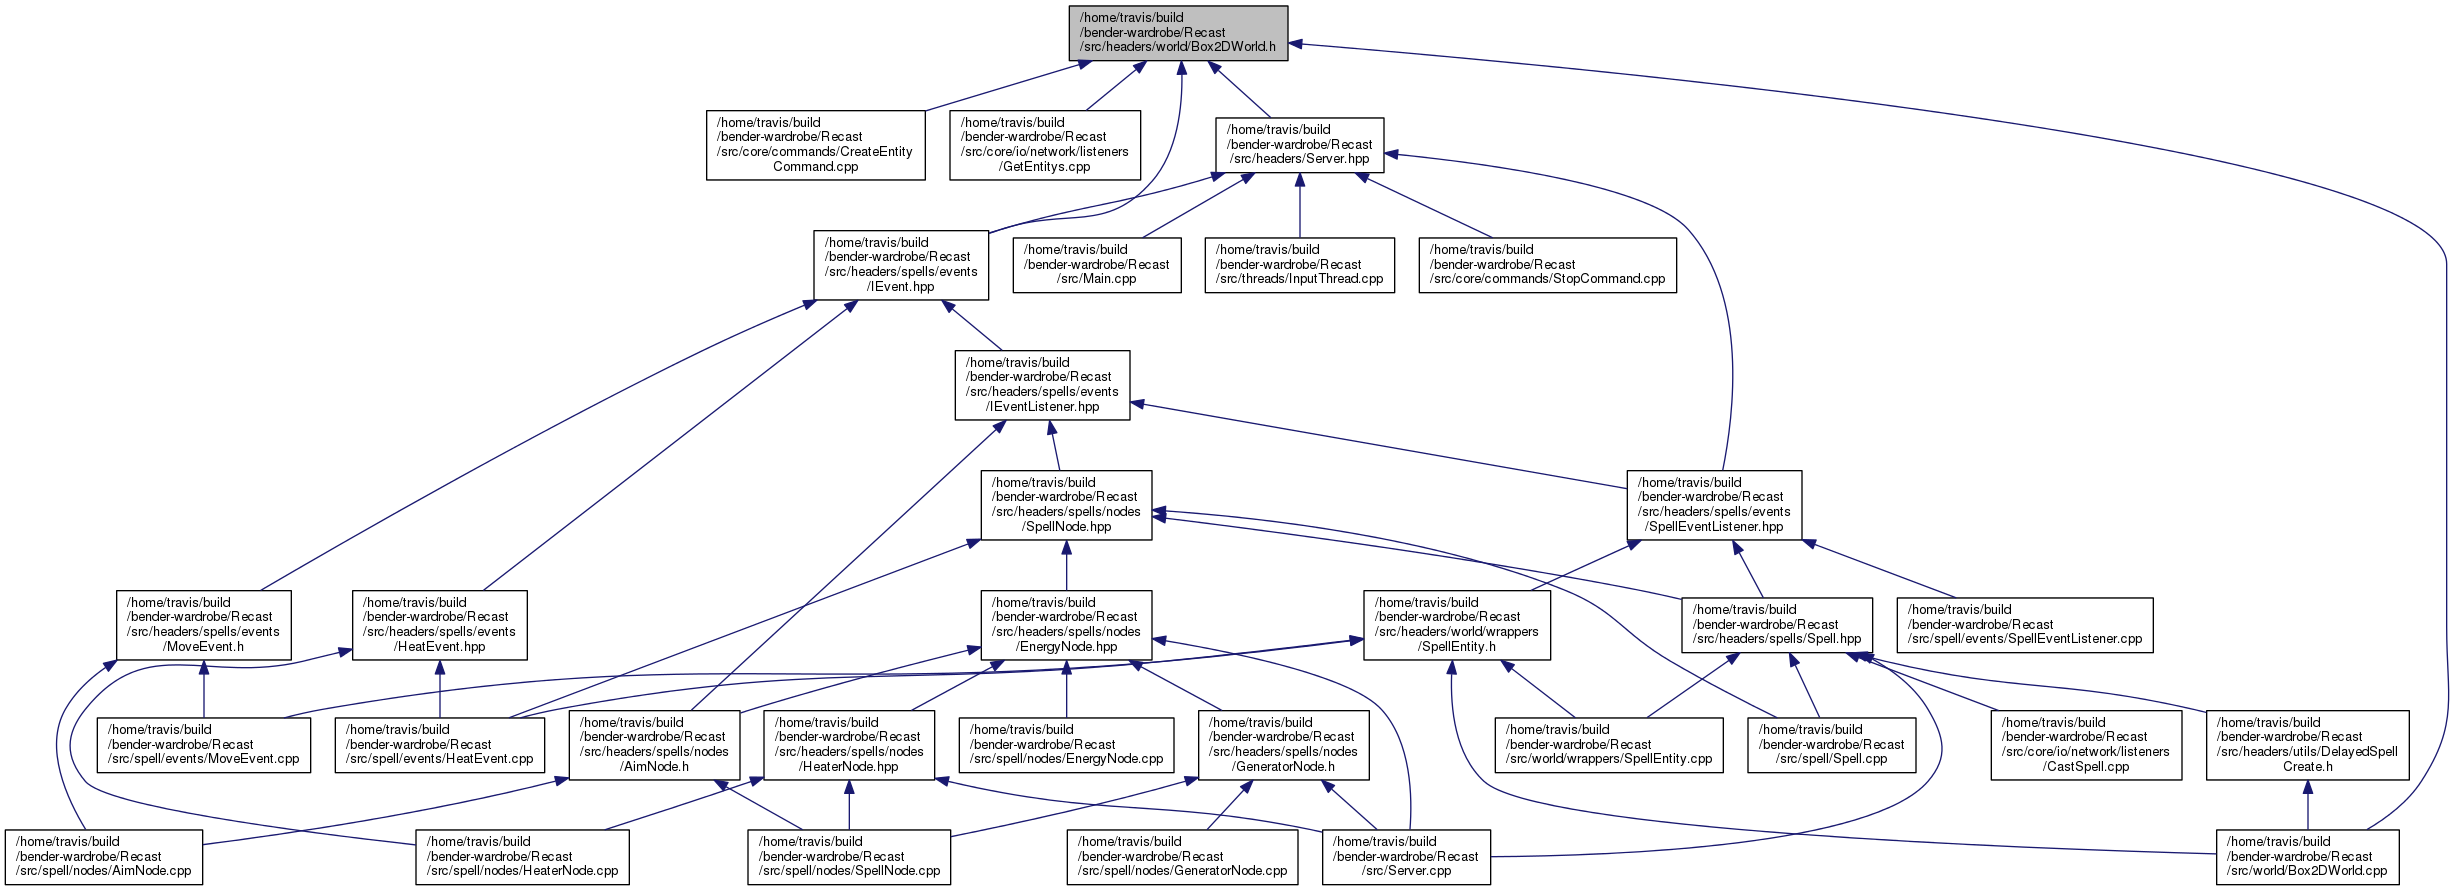 /home/travis/build
/bender-wardrobe/Recast
/src/headers/world/Box2DWorld.h
/home/travis/build
/bender-wardrobe/Recast
/src/core/commands/CreateEntity
Command.cpp
/home/travis/build
/bender-wardrobe/Recast
/src/core/io/network/listeners
/GetEntitys.cpp
/home/travis/build
/bender-wardrobe/Recast
/src/headers/Server.hpp
/home/travis/build
/bender-wardrobe/Recast
/src/headers/spells/events
/IEvent.hpp
/home/travis/build
/bender-wardrobe/Recast
/src/Main.cpp
/home/travis/build
/bender-wardrobe/Recast
/src/threads/InputThread.cpp
/home/travis/build
/bender-wardrobe/Recast
/src/core/commands/StopCommand.cpp
/home/travis/build
/bender-wardrobe/Recast
/src/headers/spells/events
/IEventListener.hpp
/home/travis/build
/bender-wardrobe/Recast
/src/headers/spells/nodes
/SpellNode.hpp
/home/travis/build
/bender-wardrobe/Recast
/src/headers/spells/events
/SpellEventListener.hpp
/home/travis/build
/bender-wardrobe/Recast
/src/headers/spells/events
/MoveEvent.h
/home/travis/build
/bender-wardrobe/Recast
/src/headers/spells/events
/HeatEvent.hpp
/home/travis/build
/bender-wardrobe/Recast
/src/headers/spells/nodes
/EnergyNode.hpp
/home/travis/build
/bender-wardrobe/Recast
/src/headers/world/wrappers
/SpellEntity.h
/home/travis/build
/bender-wardrobe/Recast
/src/headers/spells/Spell.hpp
/home/travis/build
/bender-wardrobe/Recast
/src/spell/events/SpellEventListener.cpp
/home/travis/build
/bender-wardrobe/Recast
/src/spell/events/MoveEvent.cpp
/home/travis/build
/bender-wardrobe/Recast
/src/spell/events/HeatEvent.cpp
/home/travis/build
/bender-wardrobe/Recast
/src/headers/spells/nodes
/AimNode.h
/home/travis/build
/bender-wardrobe/Recast
/src/headers/spells/nodes
/HeaterNode.hpp
/home/travis/build
/bender-wardrobe/Recast
/src/spell/nodes/EnergyNode.cpp
/home/travis/build
/bender-wardrobe/Recast
/src/headers/spells/nodes
/GeneratorNode.h
/home/travis/build
/bender-wardrobe/Recast
/src/world/wrappers/SpellEntity.cpp
/home/travis/build
/bender-wardrobe/Recast
/src/spell/Spell.cpp
/home/travis/build
/bender-wardrobe/Recast
/src/core/io/network/listeners
/CastSpell.cpp
/home/travis/build
/bender-wardrobe/Recast
/src/headers/utils/DelayedSpell
Create.h
/home/travis/build
/bender-wardrobe/Recast
/src/spell/nodes/AimNode.cpp
/home/travis/build
/bender-wardrobe/Recast
/src/spell/nodes/HeaterNode.cpp
/home/travis/build
/bender-wardrobe/Recast
/src/spell/nodes/SpellNode.cpp
/home/travis/build
/bender-wardrobe/Recast
/src/spell/nodes/GeneratorNode.cpp
/home/travis/build
/bender-wardrobe/Recast
/src/Server.cpp
/home/travis/build
/bender-wardrobe/Recast
/src/world/Box2DWorld.cpp